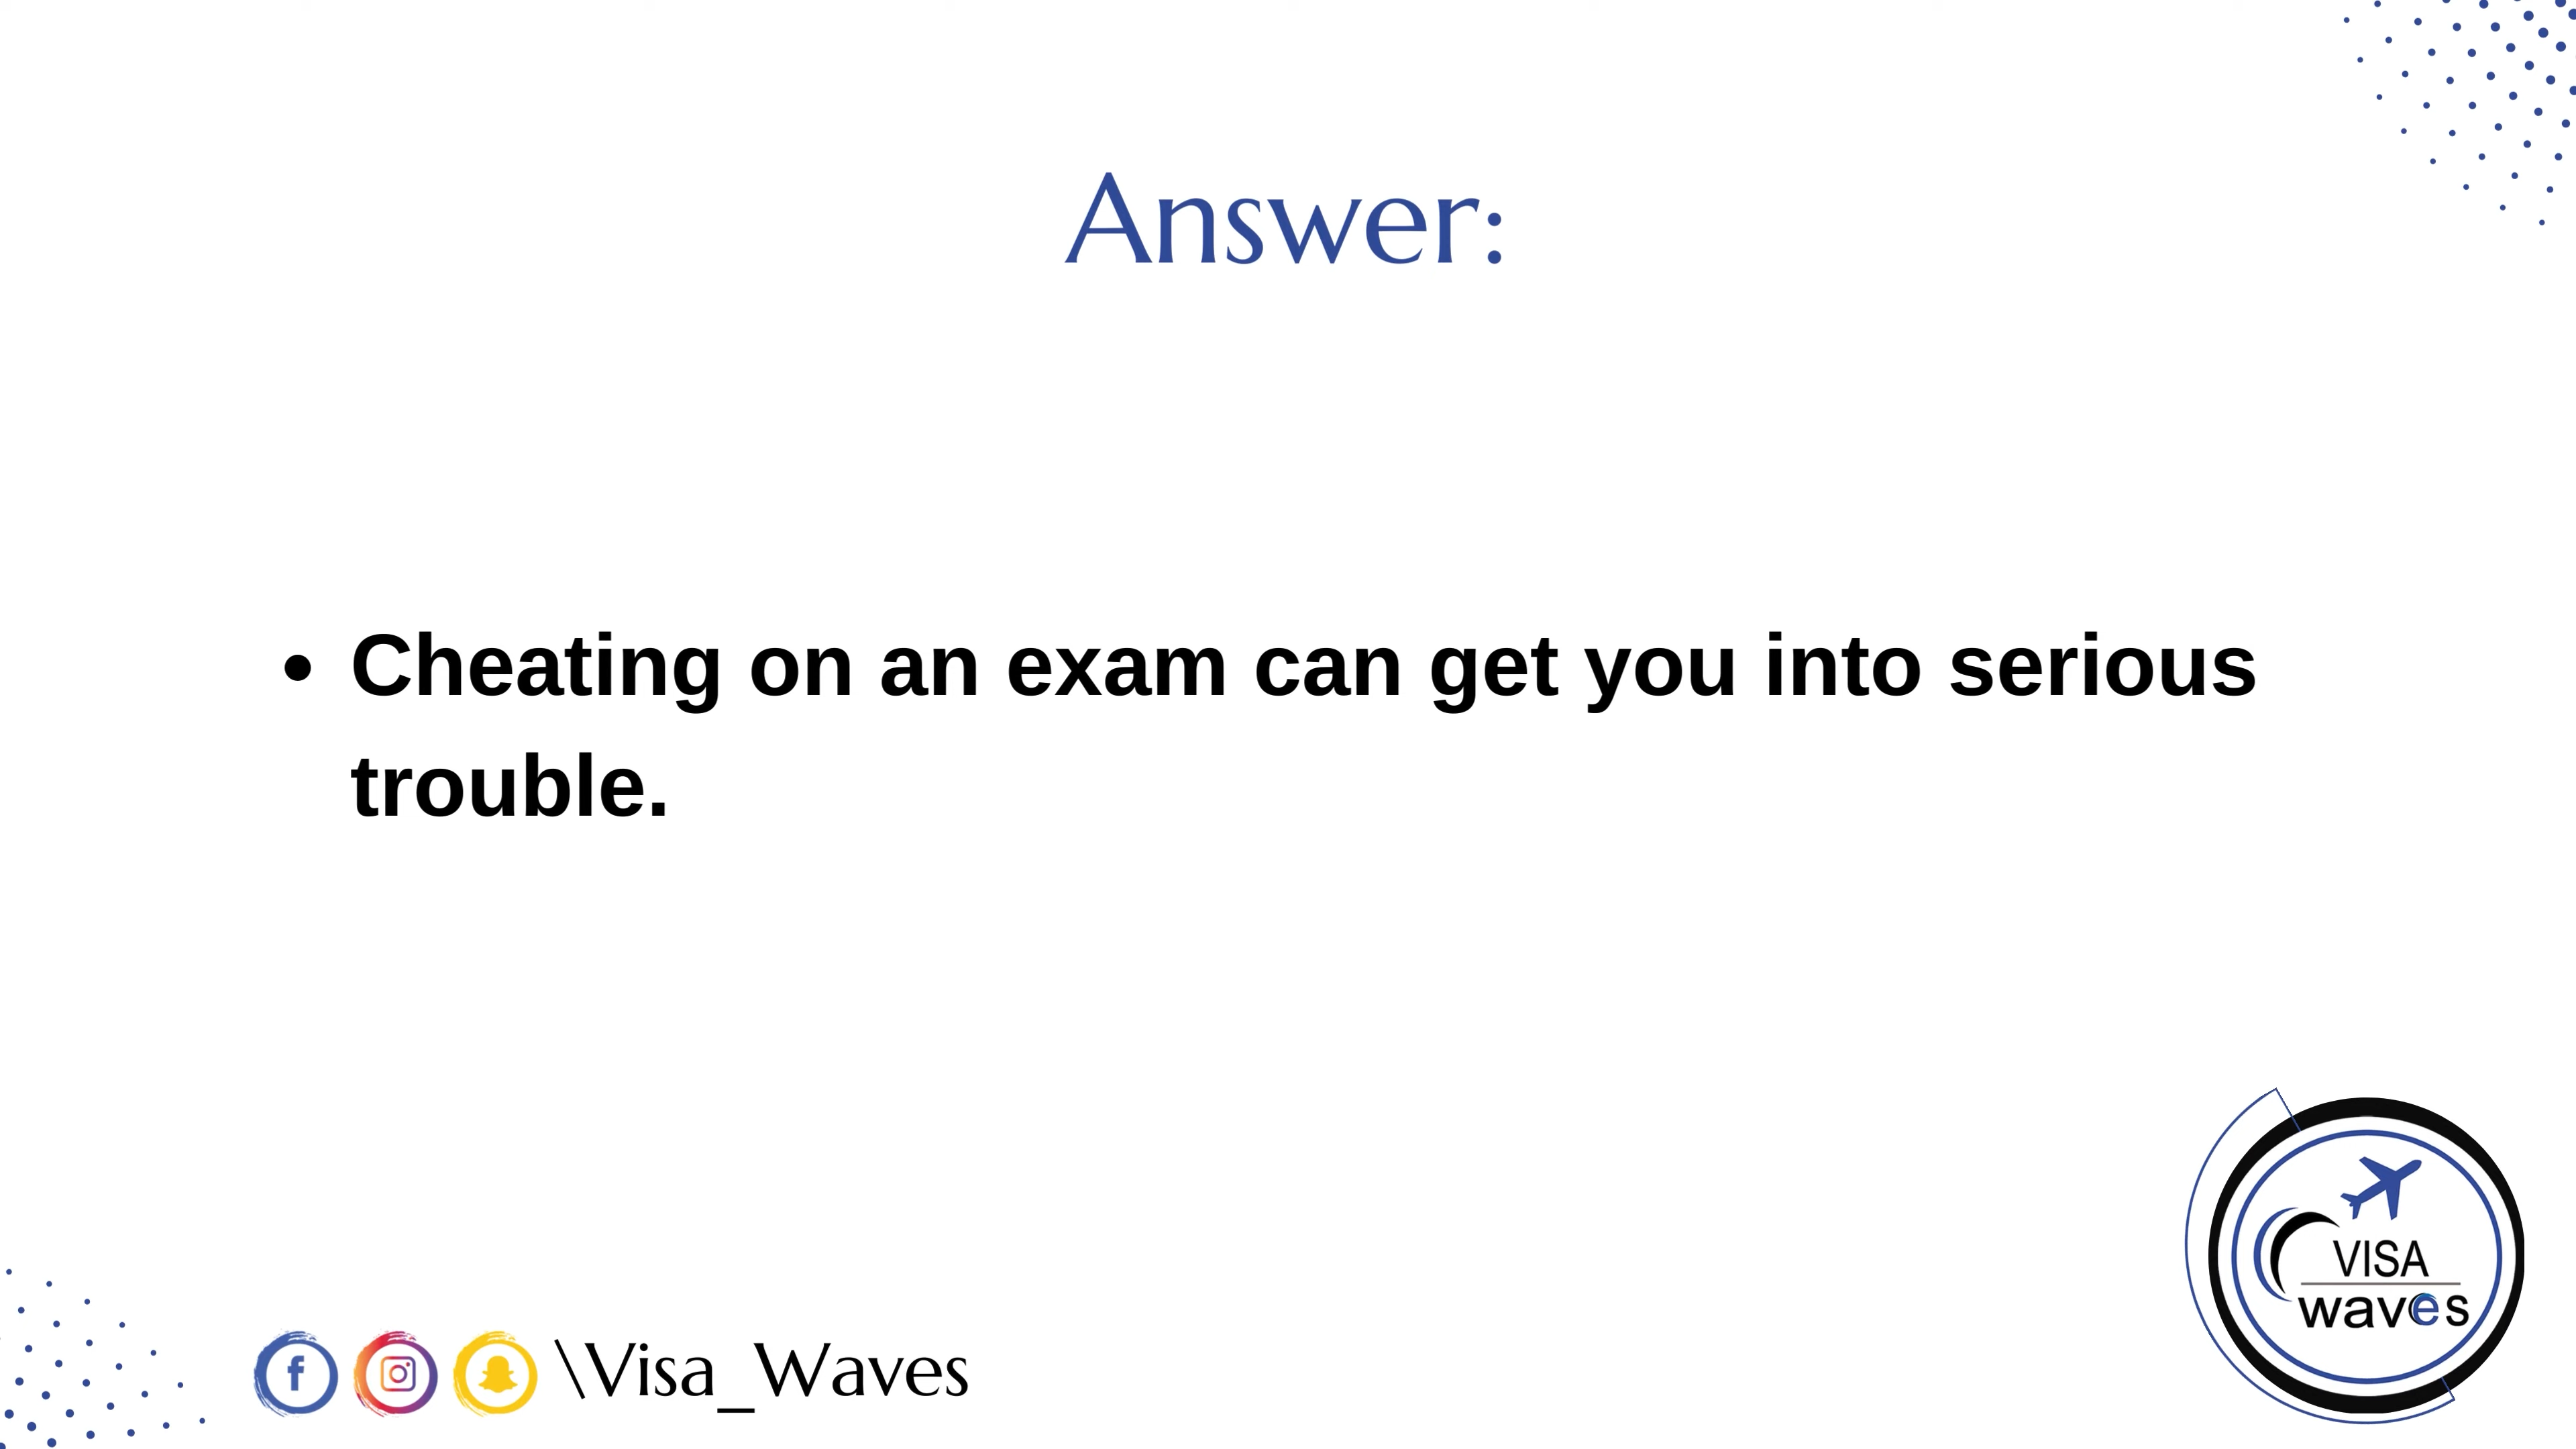 Answer:
• Cheating on an exam can get you into serious
trouble.
VISA
waves
\Visa_Waves